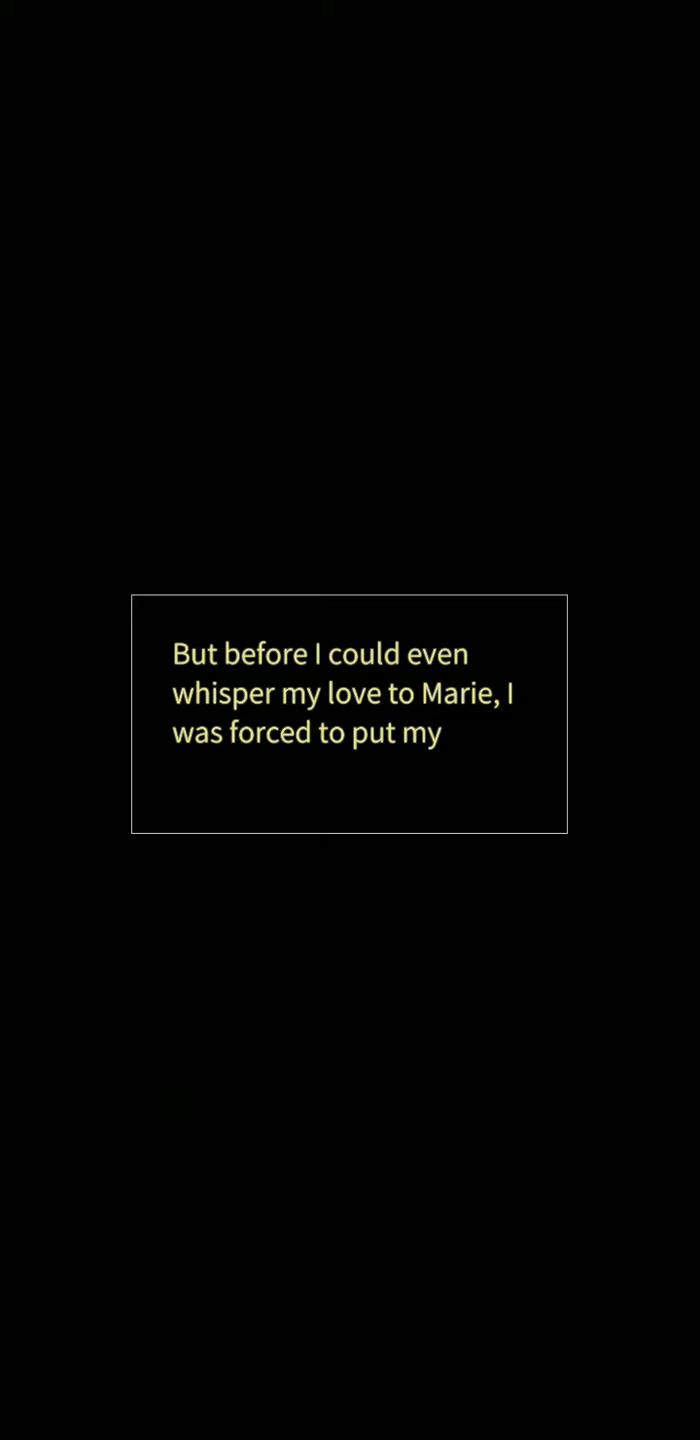 But before I could even
whisper my love to Marie, I
was forced to put my